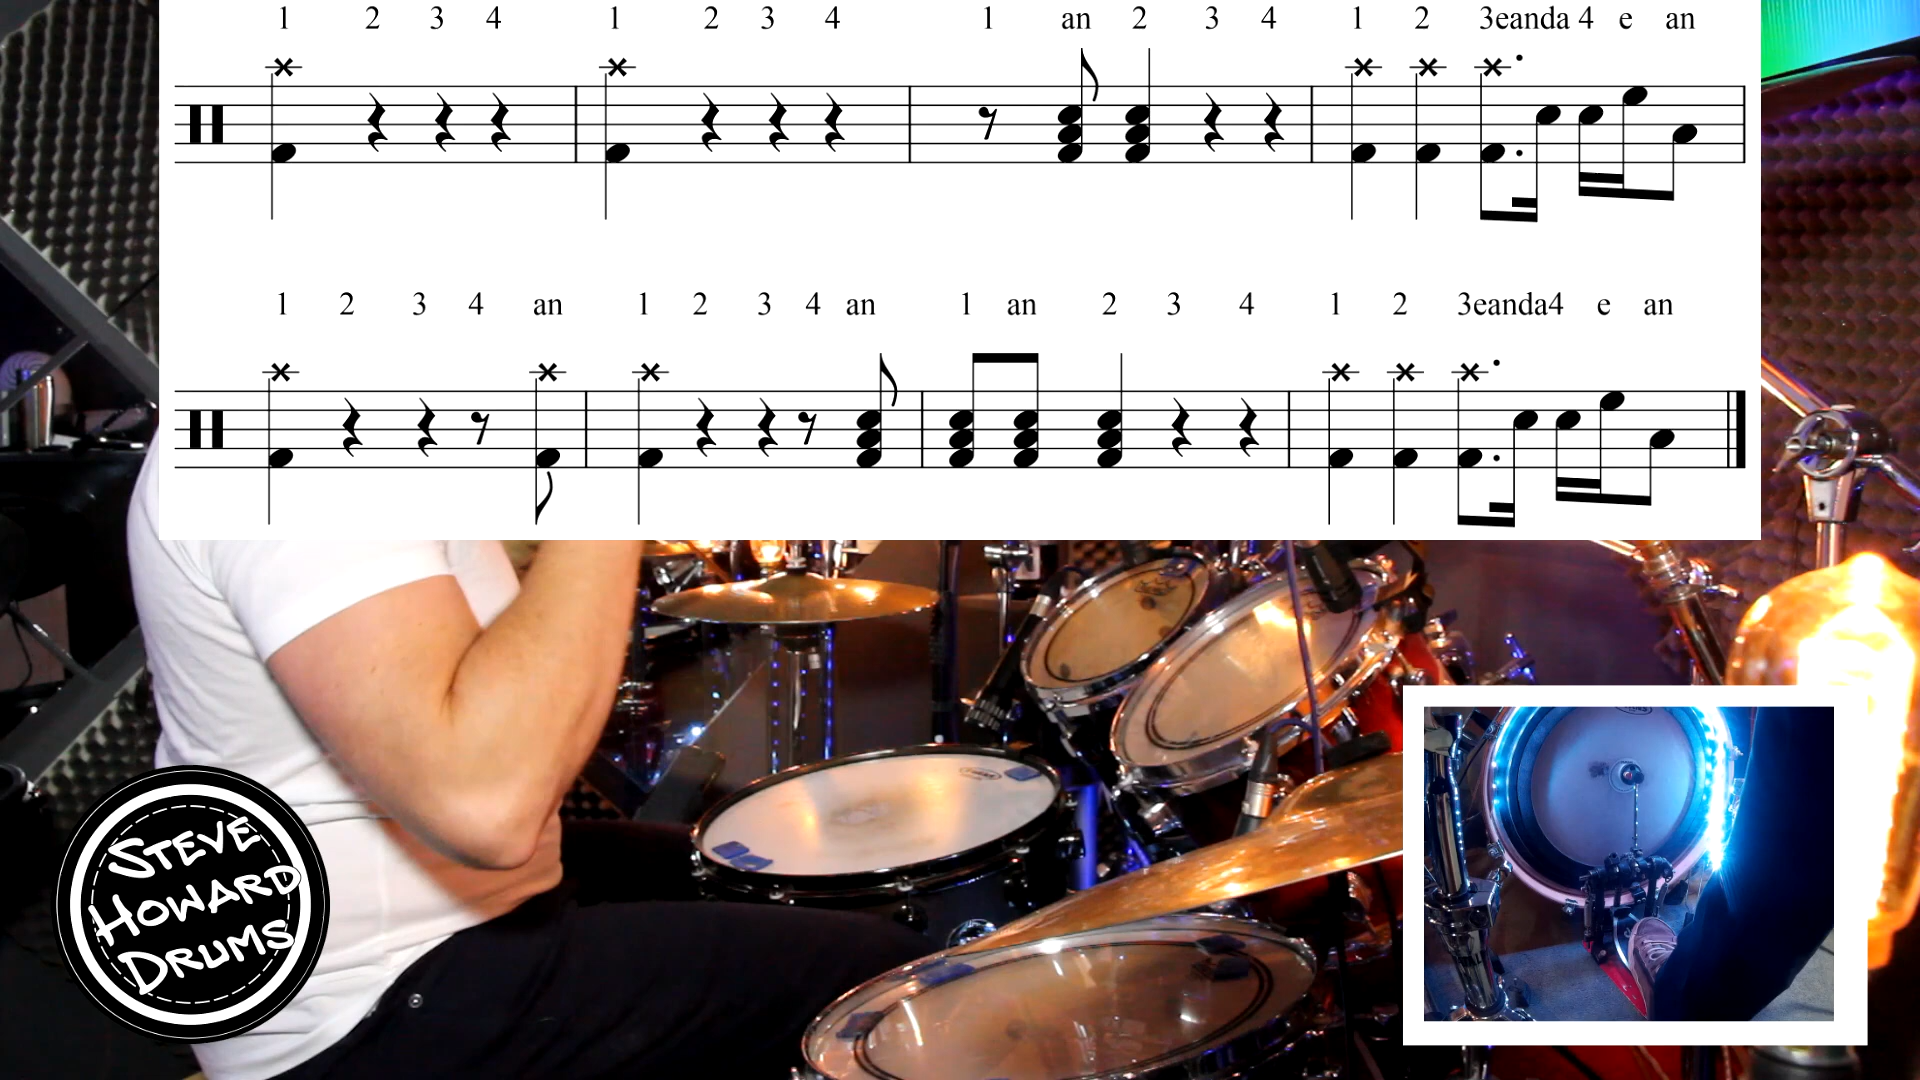 1 2 3 4 1 2 3 4 1 an 2 3 4 1 2 3eanda 4 e an
1 2 3 4 an 1 2 3 4 an 1 an 2 3 4 1 2 3eanda4 e an
STEVE
HOWARD
DRUMS